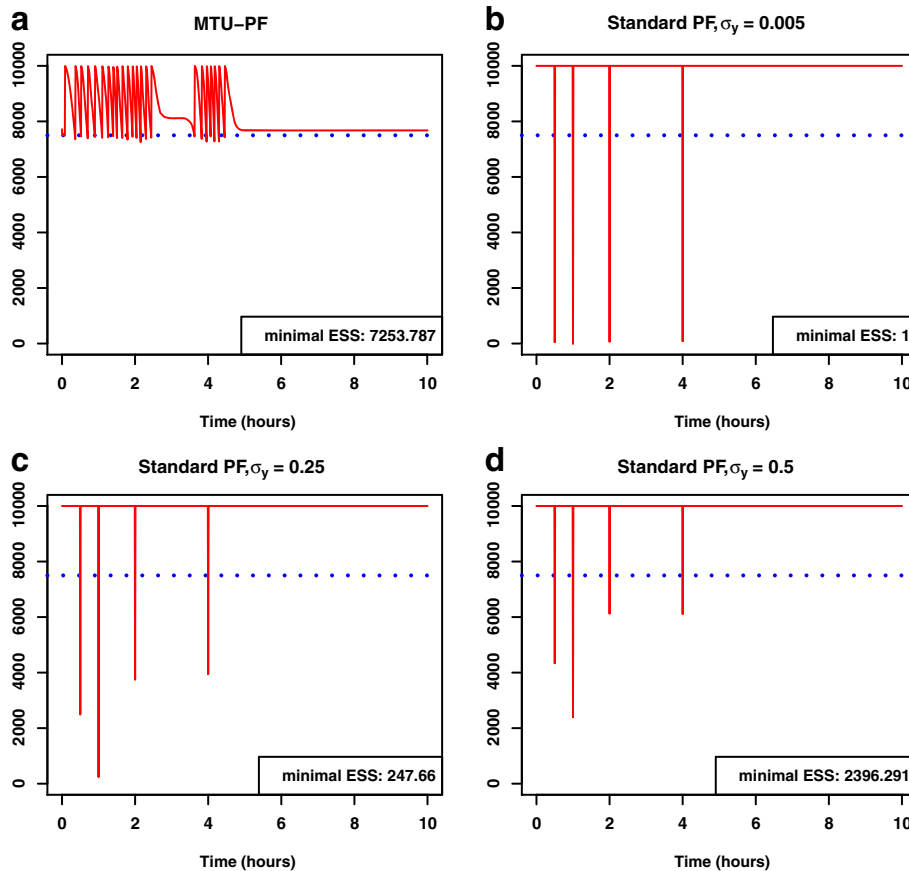 a
MTU−PF
0 2000 4000 6000 8000 10000
minimal ESS: 7253.787
0 2 4 6 8 10
Time (hours)
b
Standard PF, σy = 0.005
0 2000 4000 6000 8000 10000
minimal ESS: 1
0 2 4 6 8 10
Time (hours)
c
Standard PF, σy = 0.25
0 2000 4000 6000 8000 10000
minimal ESS: 247.66
0 2 4 6 8 10
Time (hours)
d
Standard PF, σy = 0.5
0 2000 4000 6000 8000 10000
minimal ESS: 2396.291
0 2 4 6 8 10
Time (hours)